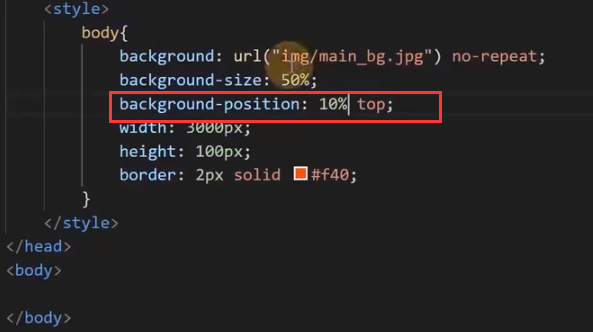 <style>
body{
background: url("img/main_bg.jpg") no-repeat;
background-size: 50%;
background-position: 10% top;
width: 3000px;
height: 100px;
border: 2px solid #f40;
}
</style>
</head>
<body>
</body>